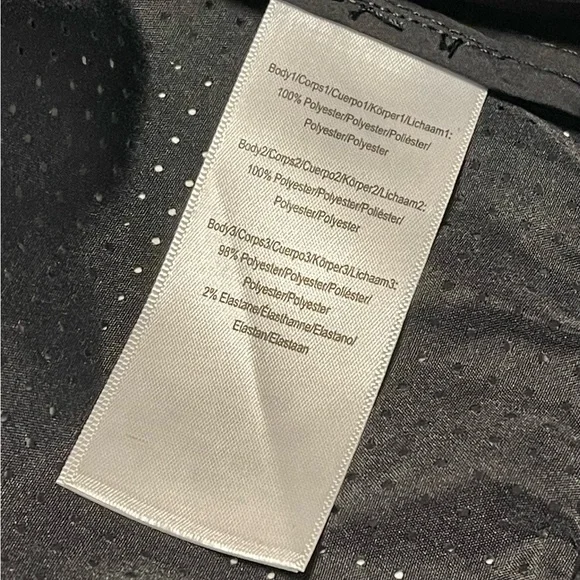 Body1/Corps1/Cuerpo1/Körper1/Lichaam1:
100% Polyester/Polyester/Poliéster/
Polyester/Polyester
Body2/Corps2/Cuerpo2/Körper2/Lichaam2:
100% Polyester/Polyester/Poliéster/
Polyester/Polyester
Body3/Corps3/Cuerpo3/Körper3/Lichaam3:
98% Polyester/Polyester/Poliéster/
Polyester/Polyester
2% Elastane/Élasthanne/Elastano/
Elastan/Elastaan